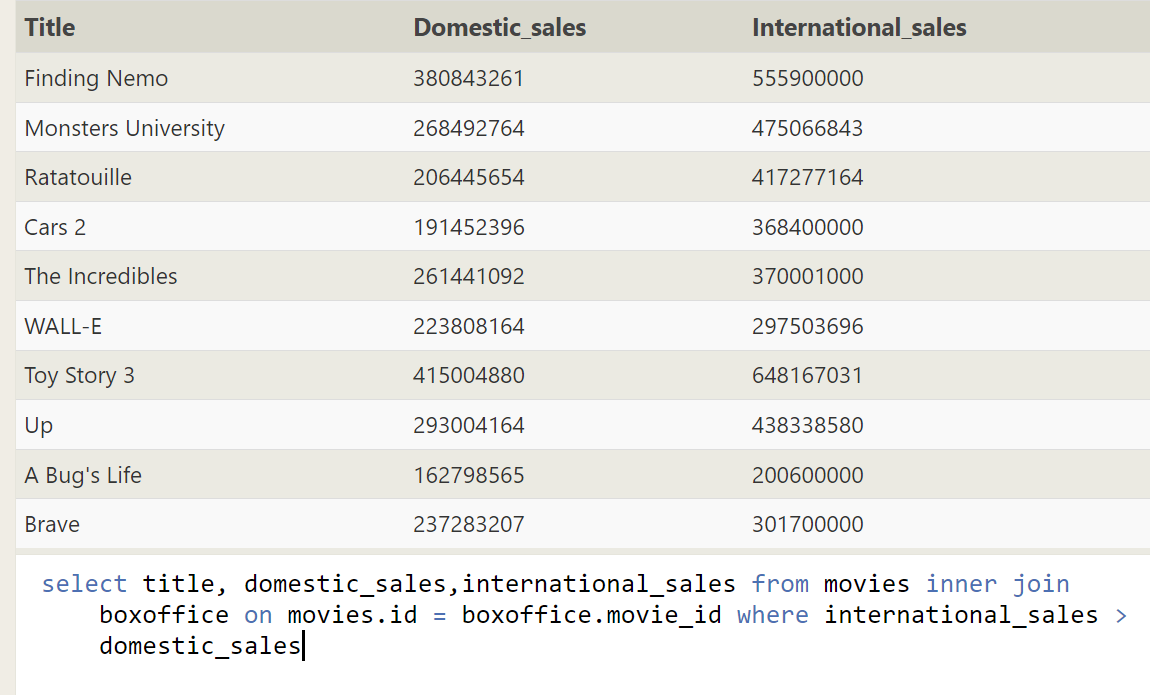 Title Domestic_sales International_sales
Finding Nemo 380843261 555900000
Monsters University 268492764 475066843
Ratatouille 206445654 417277164
Cars 2 191452396 368400000
The Incredibles 261441092 370001000
WALL-E 223808164 297503696
Toy Story 3 415004880 648167031
Up 293004164 438338580
A Bug's Life 162798565 200600000
Brave 237283207 301700000
select title, domestic_sales,international_sales from movies inner join
boxoffice on movies.id = boxoffice.movie_id where international_sales >
domestic_sales